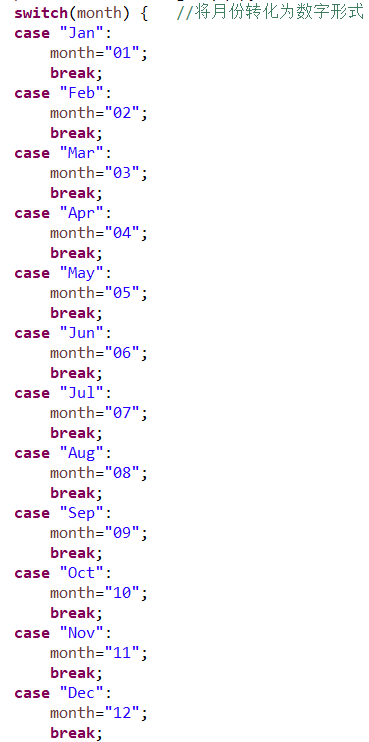 switch(month) {   //将月份转化为数字形式
case "Jan":
    month="01";
    break;
case "Feb":
    month="02";
    break;
case "Mar":
    month="03";
    break;
case "Apr":
    month="04";
    break;
case "May":
    month="05";
    break;
case "Jun":
    month="06";
    break;
case "Jul":
    month="07";
    break;
case "Aug":
    month="08";
    break;
case "Sep":
    month="09";
    break;
case "Oct":
    month="10";
    break;
case "Nov":
    month="11";
    break;
case "Dec":
    month="12";
    break;